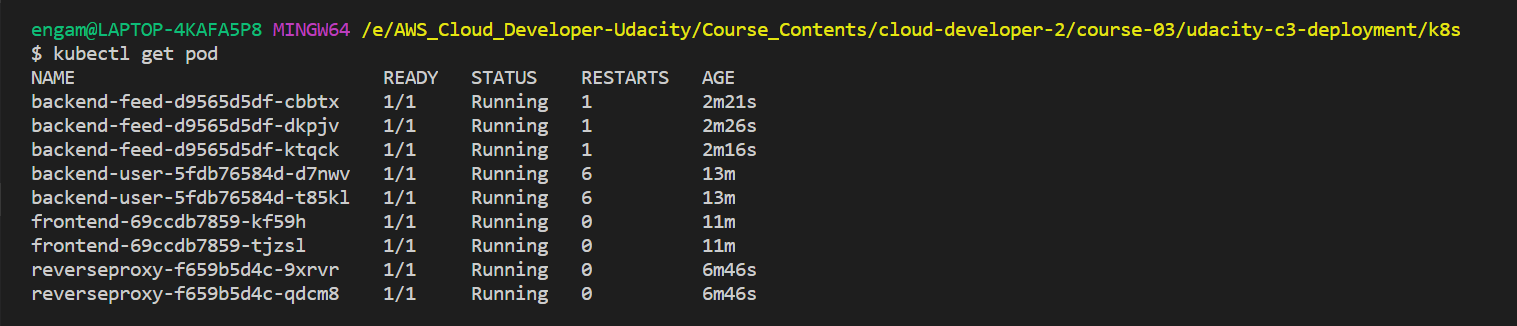 engam@LAPTOP-4KAFA5P8 MINGW64 /e/AWS_Cloud_Developer-Udacity/Course_Contents/cloud-developer-2/course-03/udacity-c3-deployment/k8s
$ kubectl get pod
NAME READY STATUS RESTARTS AGE
backend-feed-d9565d5df-cbbtx 1/1 Running 1 2m21s
backend-feed-d9565d5df-dkpjv 1/1 Running 1 2m26s
backend-feed-d9565d5df-ktqck 1/1 Running 1 2m16s
backend-user-5fdb76584d-d7nwv 1/1 Running 6 13m
backend-user-5fdb76584d-t85kl 1/1 Running 6 13m
frontend-69ccdb7859-kf59h 1/1 Running 0 11m
frontend-69ccdb7859-tjzsl 1/1 Running 0 11m
reverseproxy-f659b5d4c-9xrvr 1/1 Running 0 6m46s
reverseproxy-f659b5d4c-qdcm8 1/1 Running 0 6m46s